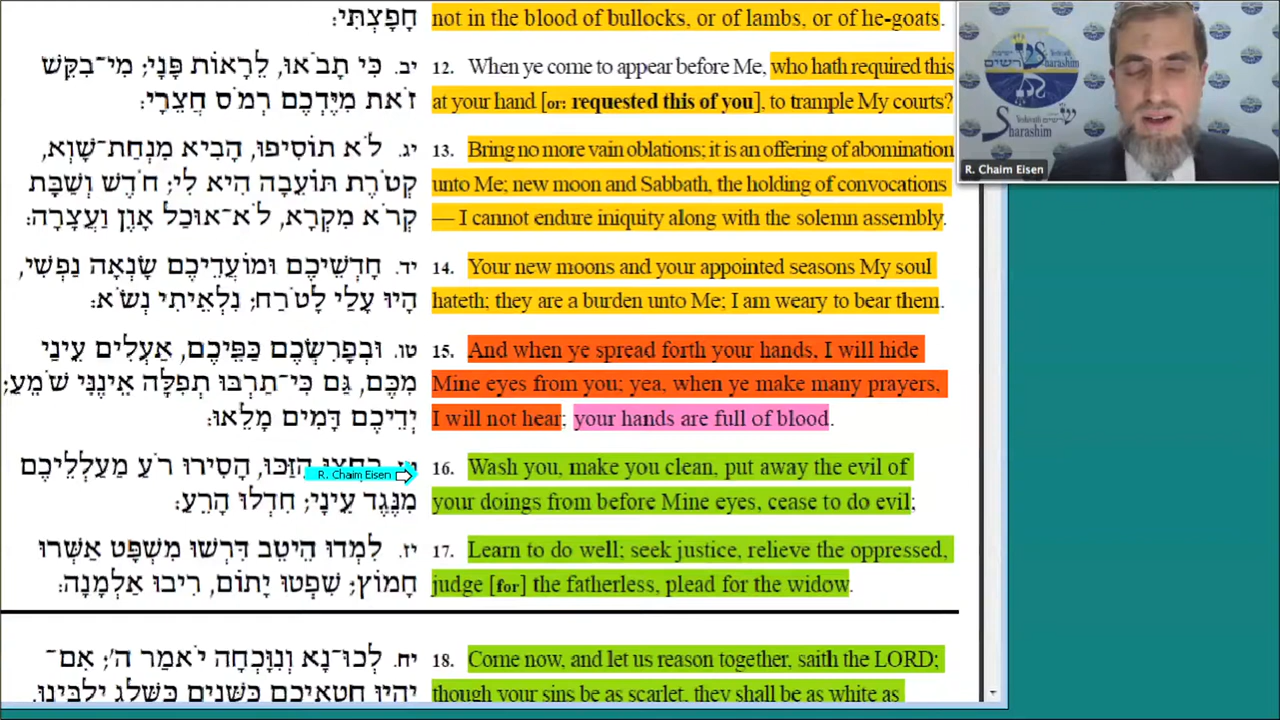 חָפָצְתִּי:
not in the blood of bullocks, or of lambs, or of he-goats.
יב. כִּי תָבֹאוּ, לֵרָאוֹת פָּנָי; מִי־בִקֵּשׁ
זֹאת מִיֶּדְכֶם רְמֹס חֲצֵרָי:
12. When ye come to appear before Me, who hath required this
at your hand [or: requested this of you], to trample My courts?
יג. לֹא תוֹסִיפוּ, הָבִיא מִנְחַת־שָׁוְא,
קְטֹרֶת תּוֹעֵבָה הִיא לִי; חֹדֶשׁ וְשַׁבָּת
קְרֹא מִקְרָא, לֹא־אוּכַל אָוֶן וַעֲצָרָה:
13. Bring no more vain oblations; it is an offering of abomination
unto Me; new moon and Sabbath, the holding of convocations
— I cannot endure iniquity along with the solemn assembly.
יד. חָדְשֵׁיכֶם וּמוֹעֲדֵיכֶם שָׂנְאָה נַפְשִׁי,
הָיוּ עָלַי לָטֹרַח; נִלְאֵיתִי נְשֹׂא:
14. Your new moons and your appointed seasons My soul
hateth; they are a burden unto Me; I am weary to bear them.
טו. וּבְפָרִשְׂכֶם כַּפֵּיכֶם, אַעְלִים עֵינַי
מִכֶּם, גַּם כִּי־תַרְבּוּ תְפִלָּה אֵינֶנִּי שֹׁמֵעַ;
יְדֵיכֶם דָּמִים מָלֵאוּ:
15. And when ye spread forth your hands, I will hide
Mine eyes from you; yea, when ye make many prayers,
I will not hear; your hands are full of blood.
הִזַּכּוּ, הָסִירוּ רֹעַ מַעַלְלֵיכֶם
מִנֶּגֶד עֵינָי; חִדְלוּ הָרֵעַ:
R. Chaim Eisen
16. Wash you, make you clean, put away the evil of
your doings from before Mine eyes, cease to do evil;
יז. לִמְדוּ הֵיטֵב דִּרְשׁוּ מִשְׁפָּט אַשְּׁרוּ
חָמוֹץ; שִׁפְטוּ יָתוֹם, רִיבוּ אַלְמָנָה:
17. Learn to do well; seek justice, relieve the oppressed,
judge [for] the fatherless, plead for the widow.
יח. לְכוּ־נָא וְנִוָּכְחָה יֹאמַר ה'; אִם־
יִהְיוּ חֲטָאֵיכֶם כַּשָּׁנִים כַּשֶּׁלֶג יַלְבִּינוּ
18. Come now, and let us reason together, saith the LORD;
though your sins be as scarlet, they shall be as white as
Sharashim
Yeshivath
Sharashim
R. Chaim Eisen